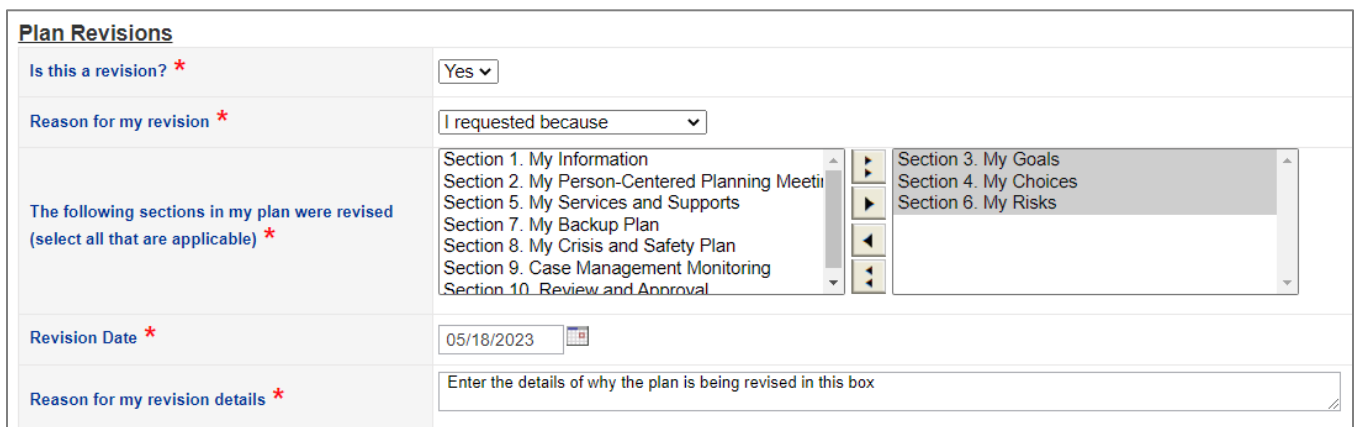 Plan Revisions
Is this a revision? *
Yes
Reason for my revision *
I requested because
The following sections in my plan were revised
(select all that are applicable) *
Section 1. My Information
Section 2. My Person-Centered Planning Meetin
Section 5. My Services and Supports
Section 7. My Backup Plan
Section 8. My Crisis and Safety Plan
Section 9. Case Management Monitoring
Section 10. Review and Approval
Section 3. My Goals
Section 4. My Choices
Section 6. My Risks
Revision Date *
05/18/2023
Reason for my revision details *
Enter the details of why the plan is being revised in this box